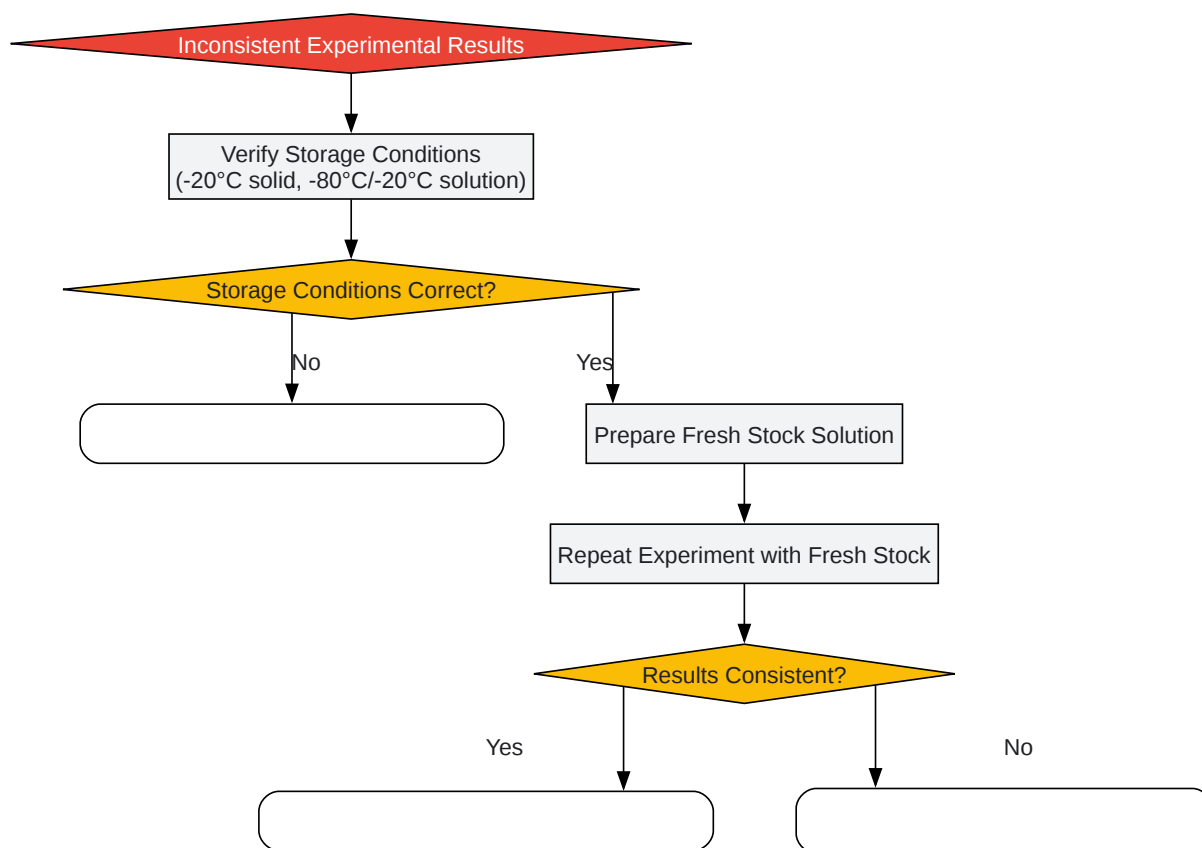 Inconsistent Experimental Results
Verify Storage Conditions
(-20°C solid, -80°C/-20°C solution)
Storage Conditions Correct?
No
Yes
Prepare Fresh Stock Solution
Repeat Experiment with Fresh Stock
Results Consistent?
Yes
No